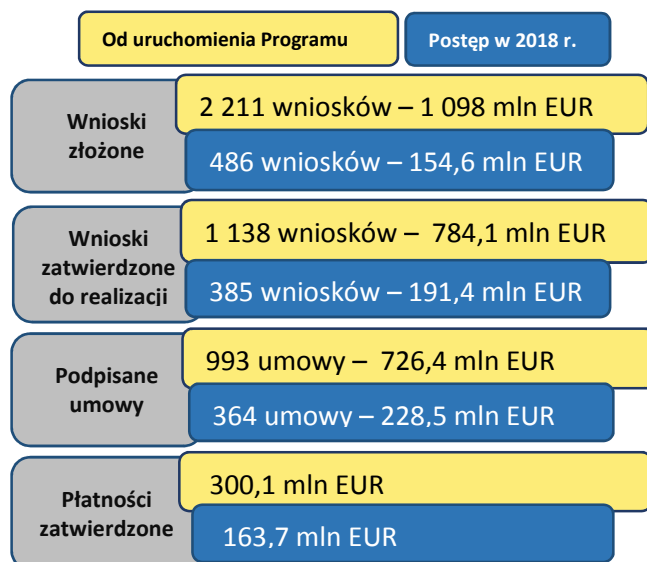 Od uruchomienia Programu
Postęp w 2018 r.
Wnioski
złożone
2 211 wniosków – 1 098 mln EUR
486 wniosków – 154,6 mln EUR
Wnioski
zatwierdzone
do realizacji
1 138 wniosków – 784,1 mln EUR
385 wniosków – 191,4 mln EUR
Podpisane
umowy
993 umowy – 726,4 mln EUR
364 umowy – 228,5 mln EUR
Płatności
zatwierdzone
300,1 mln EUR
163,7 mln EUR